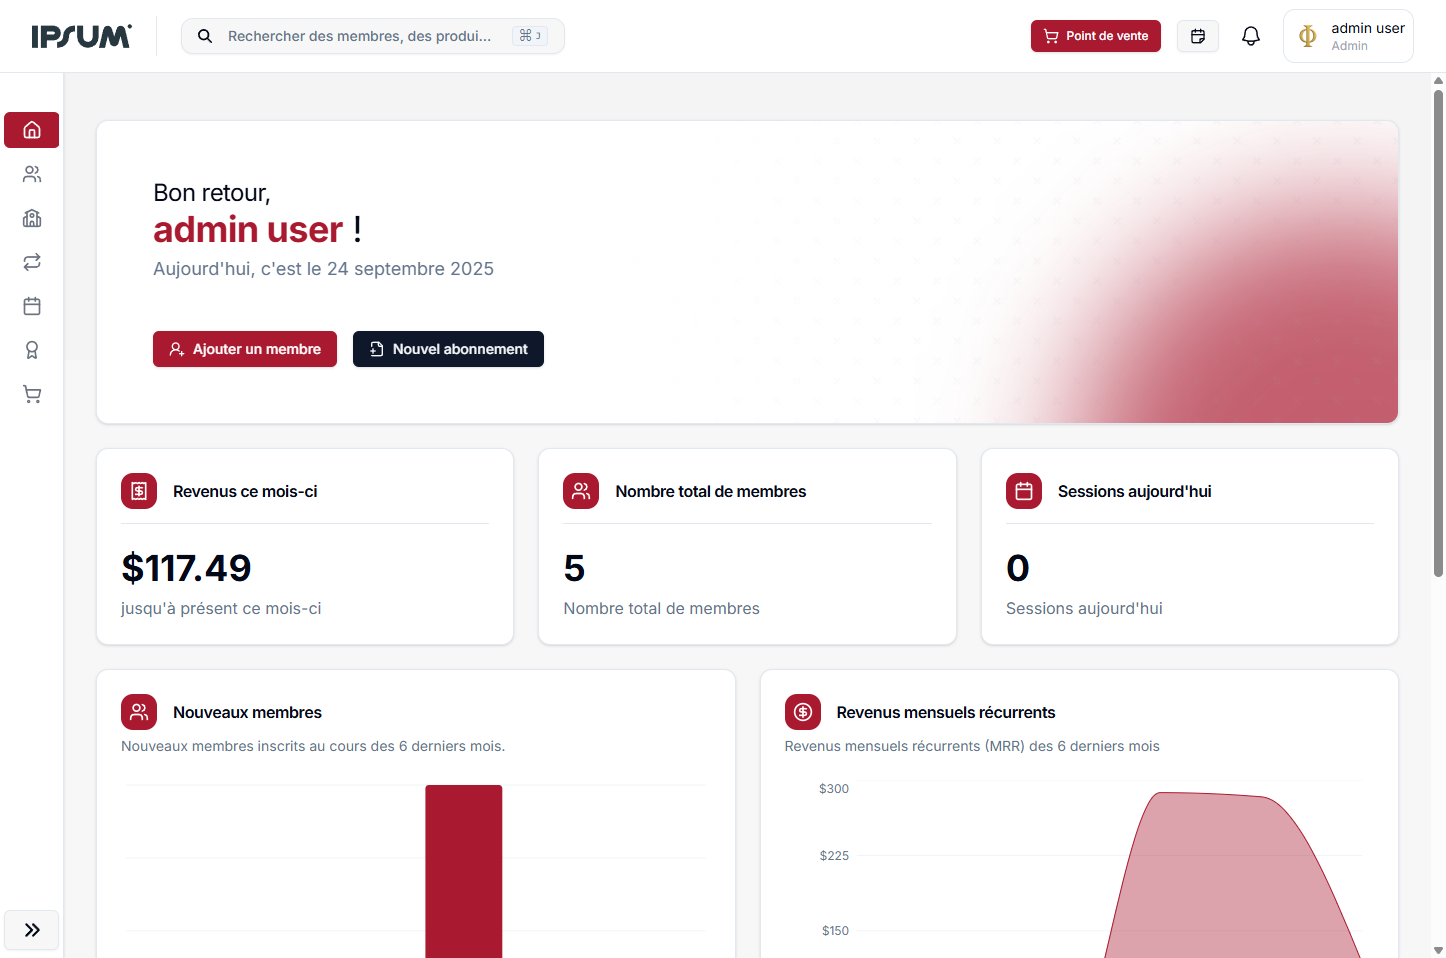 IPSUM
Rechercher des membres, des produi...
⌘ J
Point de vente
admin user
Admin
Bon retour,
admin user !
Aujourd'hui, c'est le 24 septembre 2025
Ajouter un membre
Nouvel abonnement
Revenus ce mois-ci
$117.49
jusqu'à présent ce mois-ci
Nombre total de membres
5
Nombre total de membres
Sessions aujourd'hui
0
Sessions aujourd'hui
Nouveaux membres
Nouveaux membres inscrits au cours des 6 derniers mois.
Revenus mensuels récurrents
Revenus mensuels récurrents (MRR) des 6 derniers mois
$300
$225
$150